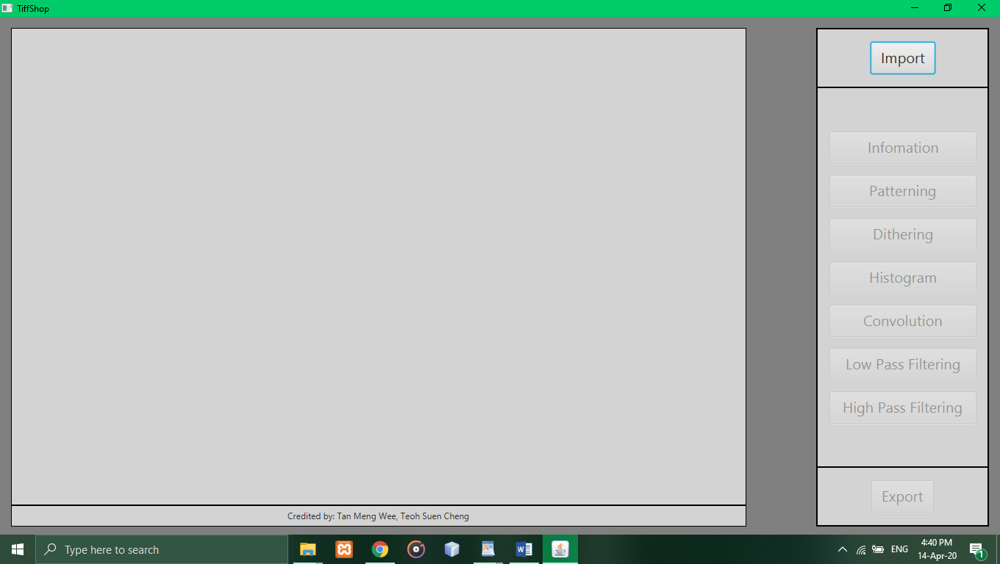 TiffShop
Import
Infomation
Patterning
Dithering
Histogram
Convolution
Low Pass Filtering
High Pass Filtering
Export
Credited by: Tan Meng Wee, Teoh Suen Cheng
Type here to search
W
ENG
4:40 PM
14-Apr-20
1